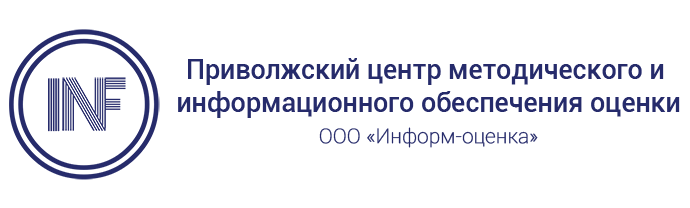 INF
Приволжский центр методического и
информационного обеспечения оценки
ООО «Информ-оценка»